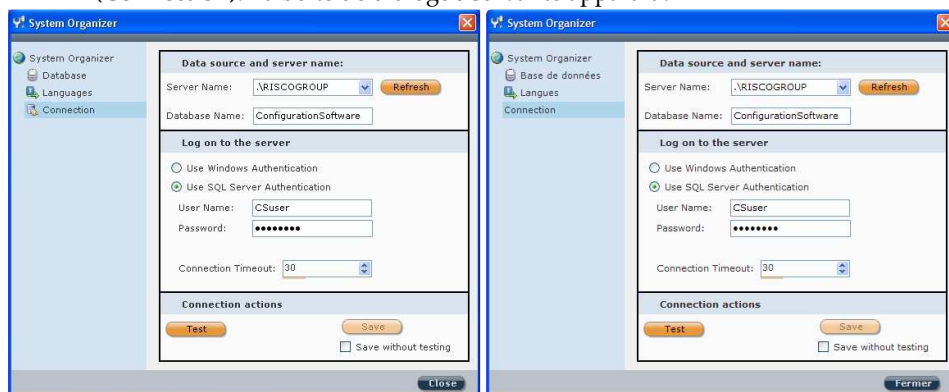 System Organizer
System Organizer
Database
Languages
Connection
Data source and server name:
Server Name: .\RISCOGROUP Refresh
Database Name: ConfigurationSoftware
Log on to the server
Use Windows Authentication
Use SQL Server Authentication
User Name: CSuser
Password: ••••••••
Connection Timeout: 30
Connection actions
Test Save
Save without testing
Close
System Organizer
System Organizer
Base de données
Langues
Connection
Data source and server name:
Server Name: .\RISCOGROUP Refresh
Database Name: ConfigurationSoftware
Log on to the server
Use Windows Authentication
Use SQL Server Authentication
User Name: CSuser
Password: ••••••••
Connection Timeout: 30
Connection actions
Test Save
Save without testing
Fermer